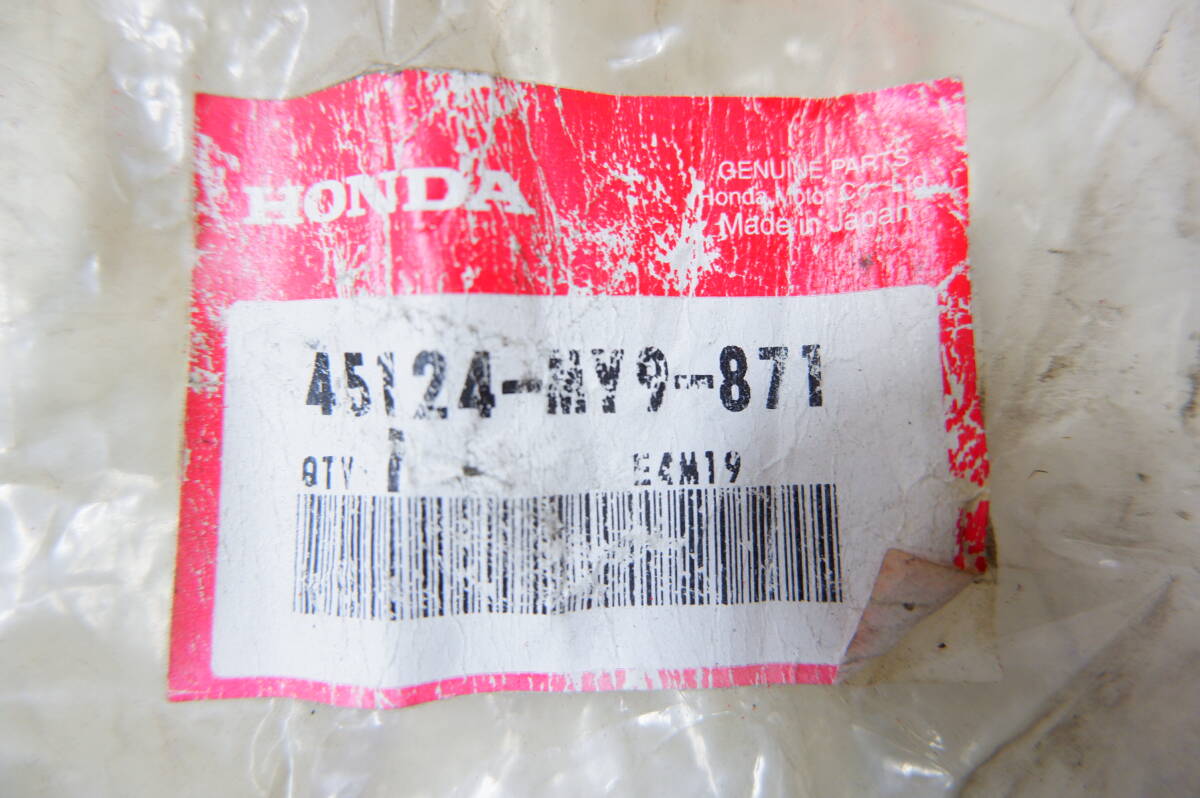 HONDA
GENUINE PARTS
Honda Motor Co., Ltd.
Made in Japan
45124-MY9-871
QTY 1
E4M19